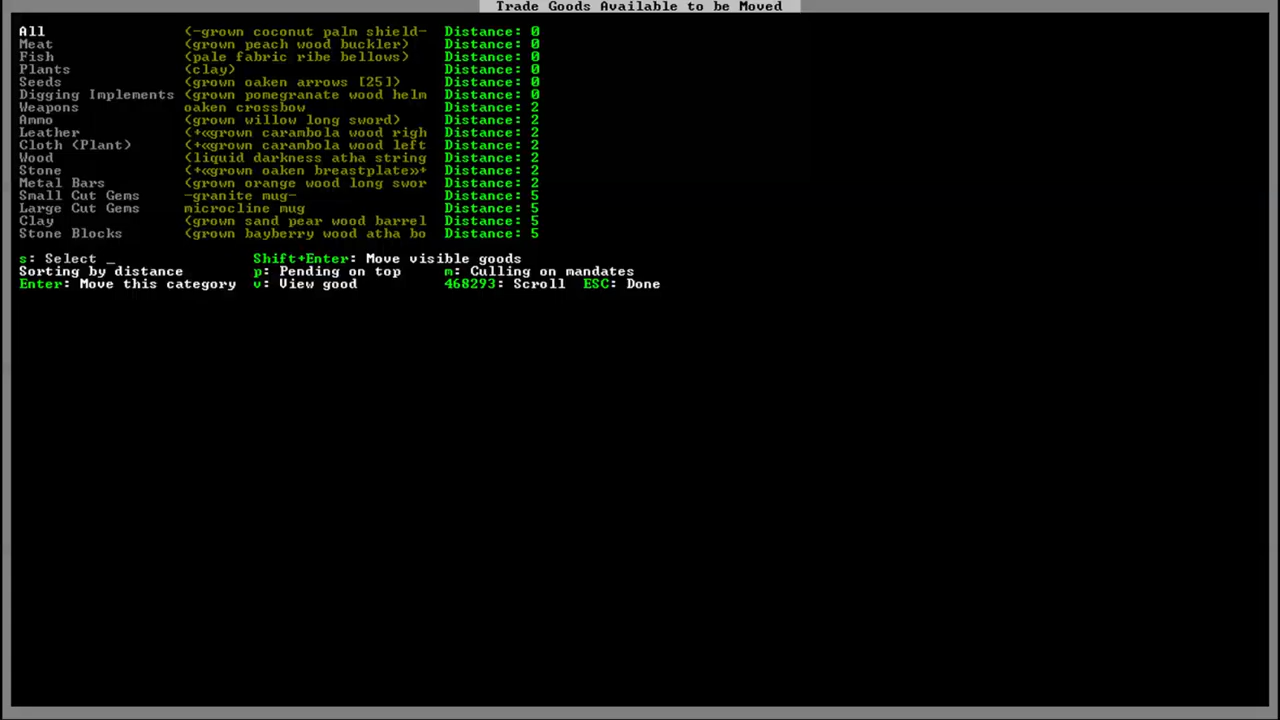 Trade Goods Available to be Moved
All (-grown coconut palm shield- Distance: 0
Meat (grown peach wood buckler) Distance: 0
Fish (pale fabric ribe bellows) Distance: 0
Plants (clay) Distance: 0
Seeds (grown oaken arrows [25]) Distance: 0
Digging Implements (grown pomegranate wood helm Distance: 0
Weapons oaken crossbow Distance: 2
Ammo (grown willow long sword) Distance: 2
Leather (+«grown carambola wood righ Distance: 2
Cloth (Plant) (+«grown carambola wood left Distance: 2
Wood (liquid darkness atha string Distance: 2
Stone (+«grown oaken breastplate»+ Distance: 2
Metal Bars (grown orange wood long swor Distance: 2
Small Cut Gems -granite mug- Distance: 5
Large Cut Gems microcline mug Distance: 5
Clay (grown sand pear wood barrel Distance: 5
Stone Blocks (grown bayberry wood atha bo Distance: 5
s: Select _ Shift+Enter: Move visible goods
Sorting by distance p: Pending on top m: Culling on mandates
Enter: Move this category v: View good 468293: Scroll ESC: Done